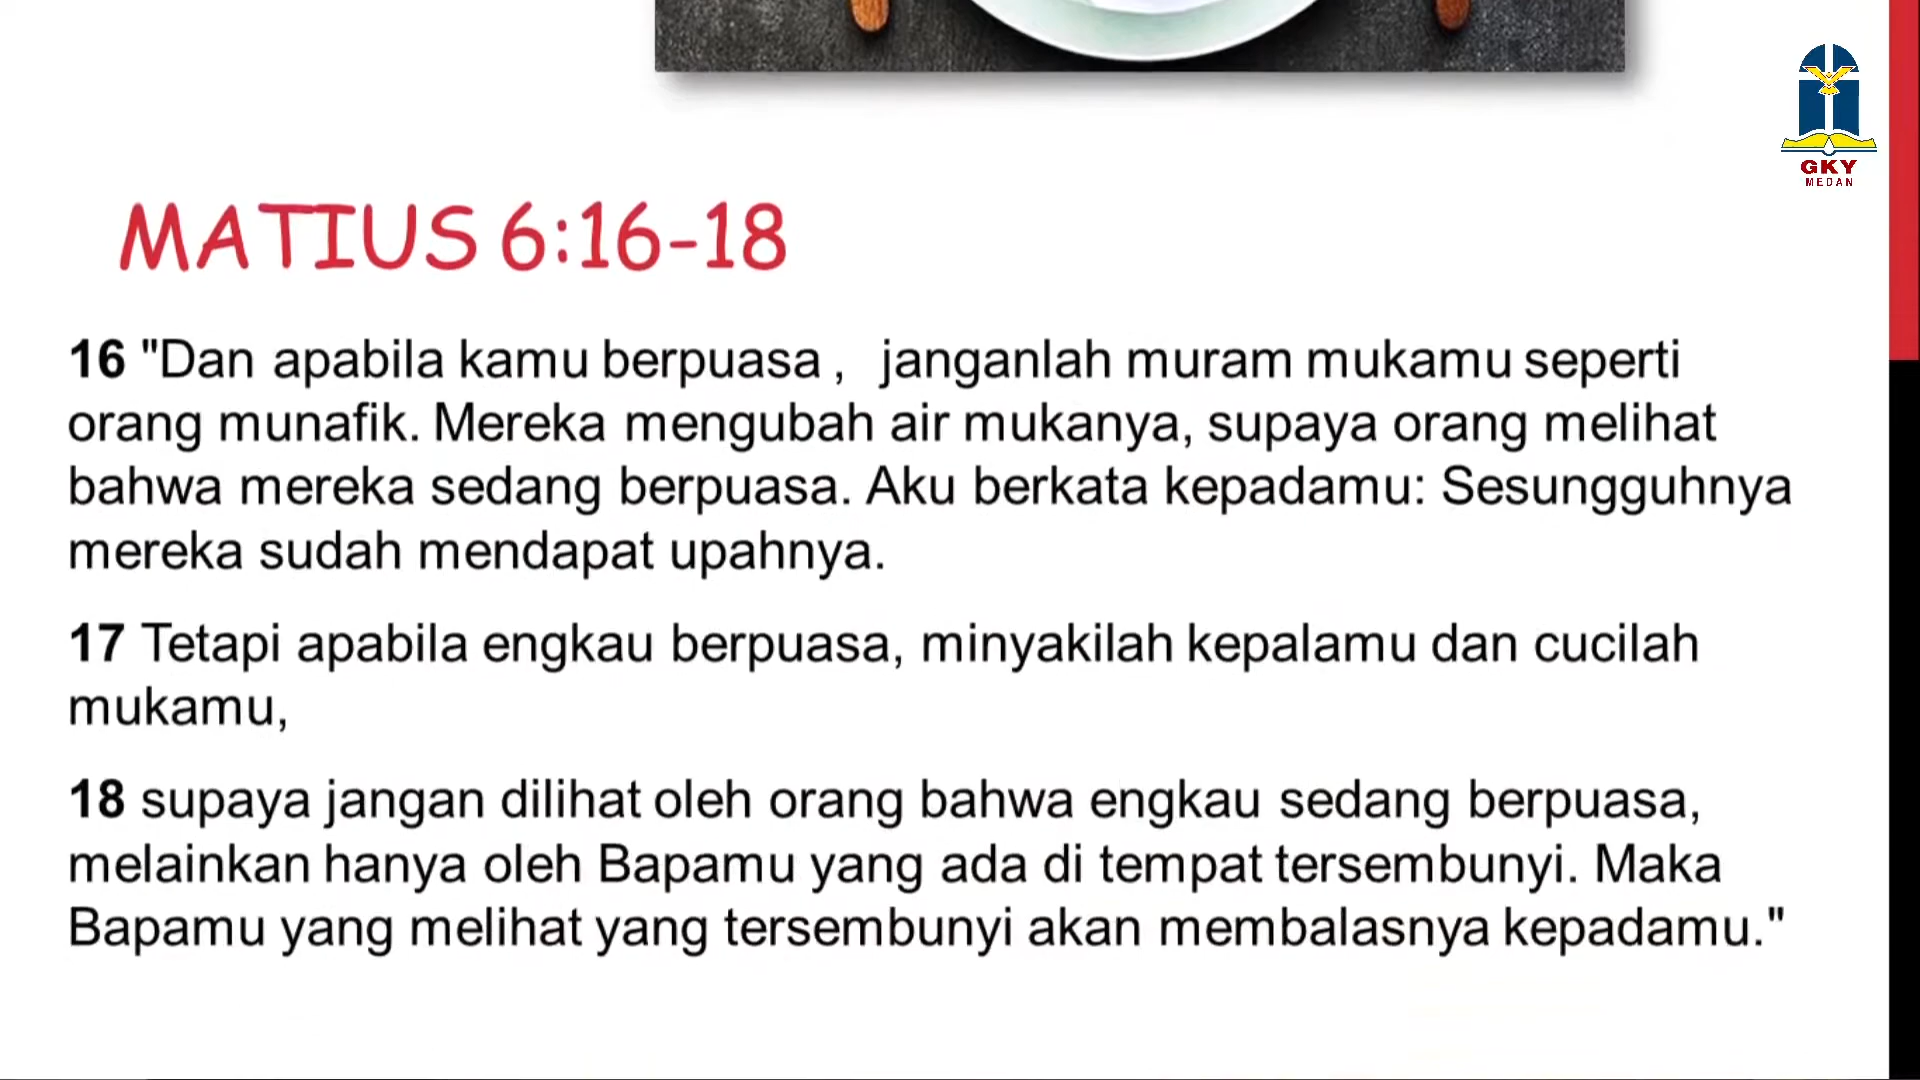 GKY
MEDAN
MATIUS 6:16-18
16 "Dan apabila kamu berpuasa , janganlah muram mukamu seperti
orang munafik. Mereka mengubah air mukanya, supaya orang melihat
bahwa mereka sedang berpuasa. Aku berkata kepadamu: Sesungguhnya
mereka sudah mendapat upahnya.
17 Tetapi apabila engkau berpuasa, minyakilah kepalamu dan cucilah
mukamu,
18 supaya jangan dilihat oleh orang bahwa engkau sedang berpuasa,
melainkan hanya oleh Bapamu yang ada di tempat tersembunyi. Maka
Bapamu yang melihat yang tersembunyi akan membalasnya kepadamu."